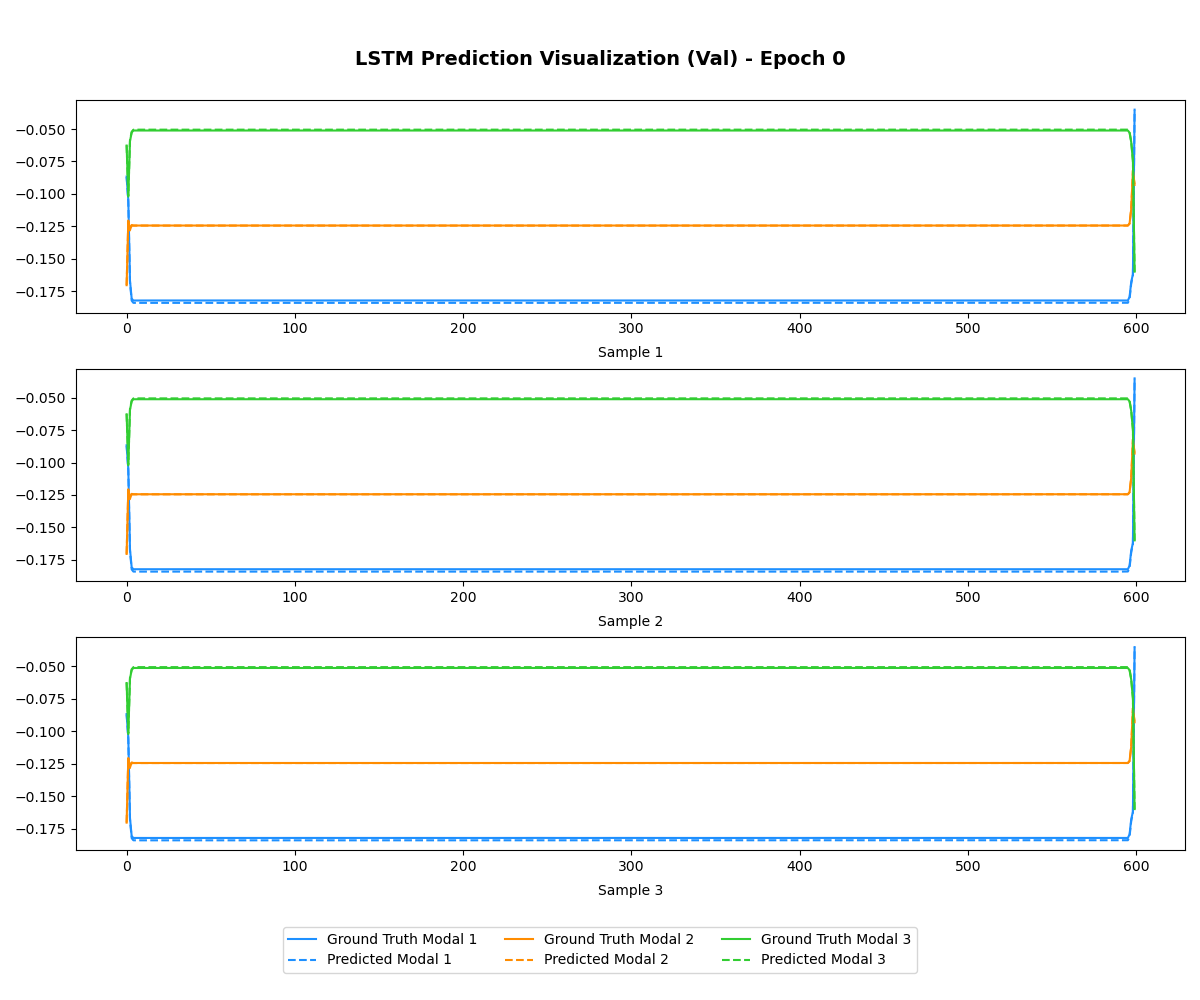 LSTM Prediction Visualization (Val) - Epoch 0
−0.050
−0.075
−0.100
−0.125
−0.150
−0.175
0 100 200 300 400 500 600
Sample 1
−0.050
−0.075
−0.100
−0.125
−0.150
−0.175
0 100 200 300 400 500 600
Sample 2
−0.050
−0.075
−0.100
−0.125
−0.150
−0.175
0 100 200 300 400 500 600
Sample 3
Ground Truth Modal 1 Ground Truth Modal 2 Ground Truth Modal 3
Predicted Modal 1 Predicted Modal 2 Predicted Modal 3